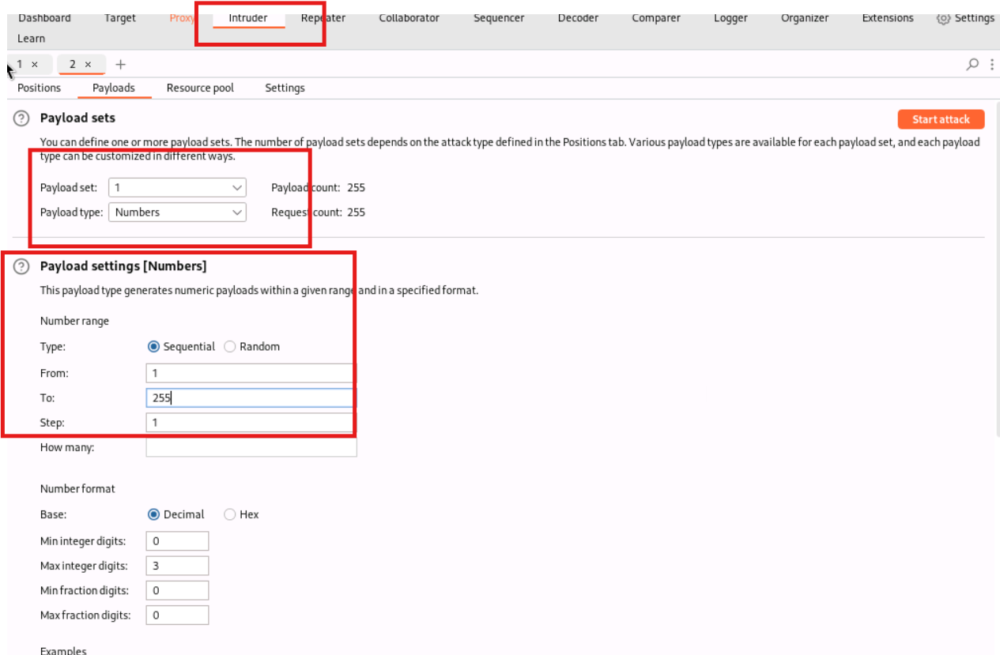 Dashboard Target Proxy Intruder Repeater Collaborator Sequencer Decoder Comparer Logger Organizer Extensions Settings
Learn
1 × 2 × +
Positions Payloads Resource pool Settings
? Payload sets Start attack
You can define one or more payload sets. The number of payload sets depends on the attack type defined in the Positions tab. Various payload types are available for each payload set, and each payload
type can be customized in different ways.
Payload set: 1 Payload count: 255
Payload type: Numbers Request count: 255
? Payload settings [Numbers]
This payload type generates numeric payloads within a given range and in a specified format.
Number range
Type: Sequential Random
From: 1
To: 255
Step: 1
How many:
Number format
Base: Decimal Hex
Min integer digits: 0
Max integer digits: 3
Min fraction digits: 0
Max fraction digits: 0
Examples